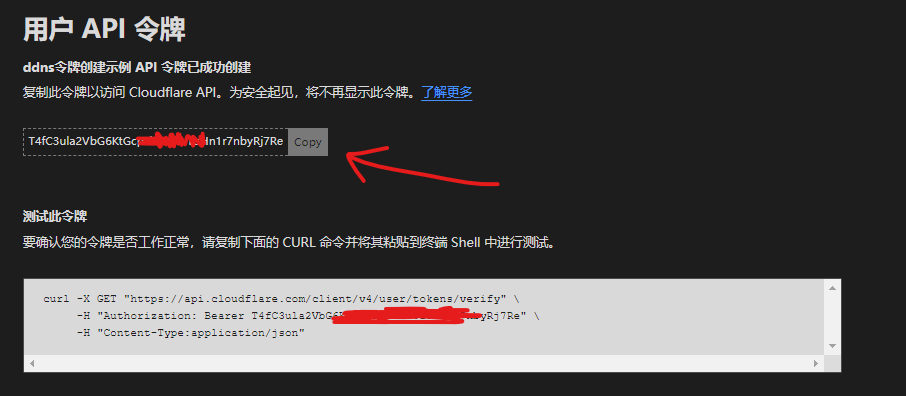 用户 API 令牌
ddns令牌创建示例 API 令牌已成功创建
复制此令牌以访问 Cloudflare API。为安全起见，将不再显示此令牌。了解更多
T4fC3ula2VbG6KtGc Hn1r7nbyRj7Re Copy
测试此令牌
要确认您的令牌是否工作正常，请复制下面的 CURL 命令并将其粘贴到终端 Shell 中进行测试。
curl -X GET "https://api.cloudflare.com/client/v4/user/tokens/verify" \
-H "Authorization: Bearer T4fC3ula2VbG6 byRj7Re" \
-H "Content-Type:application/json"